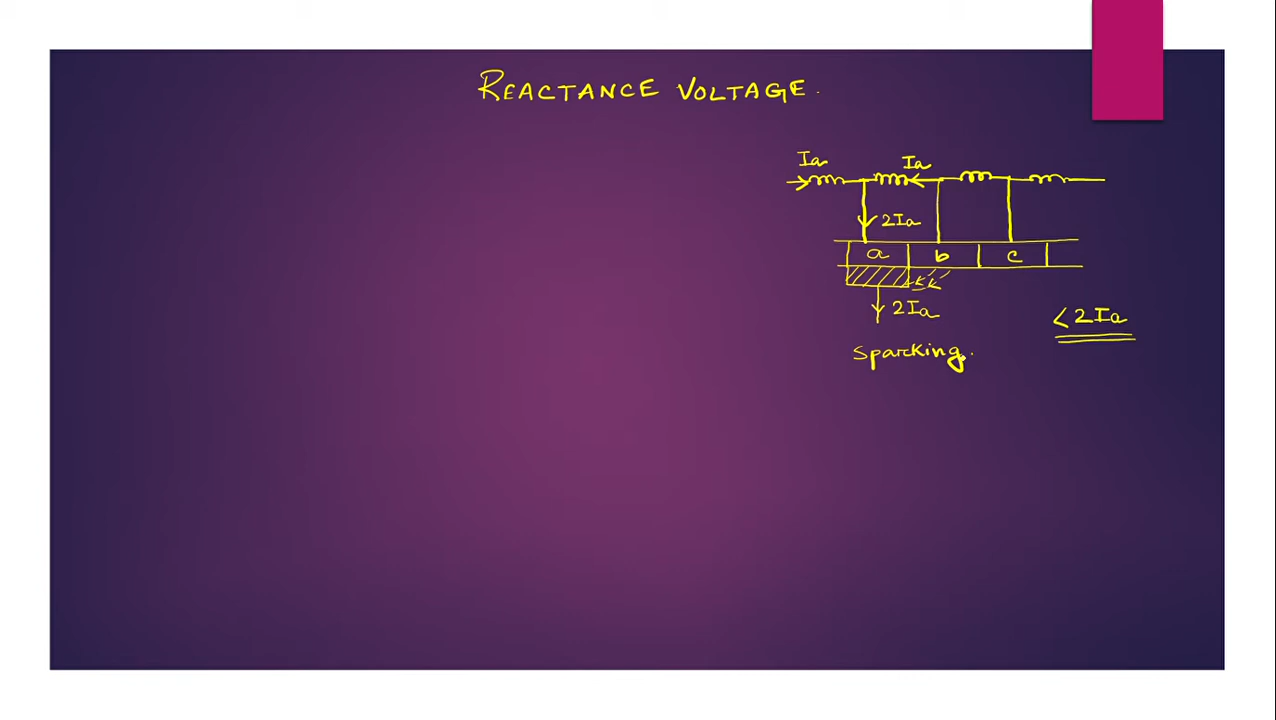 REACTANCE VOLTAGE.
Ia Ia
2Ia
a b c
2Ia
<2Ia
Sparking.